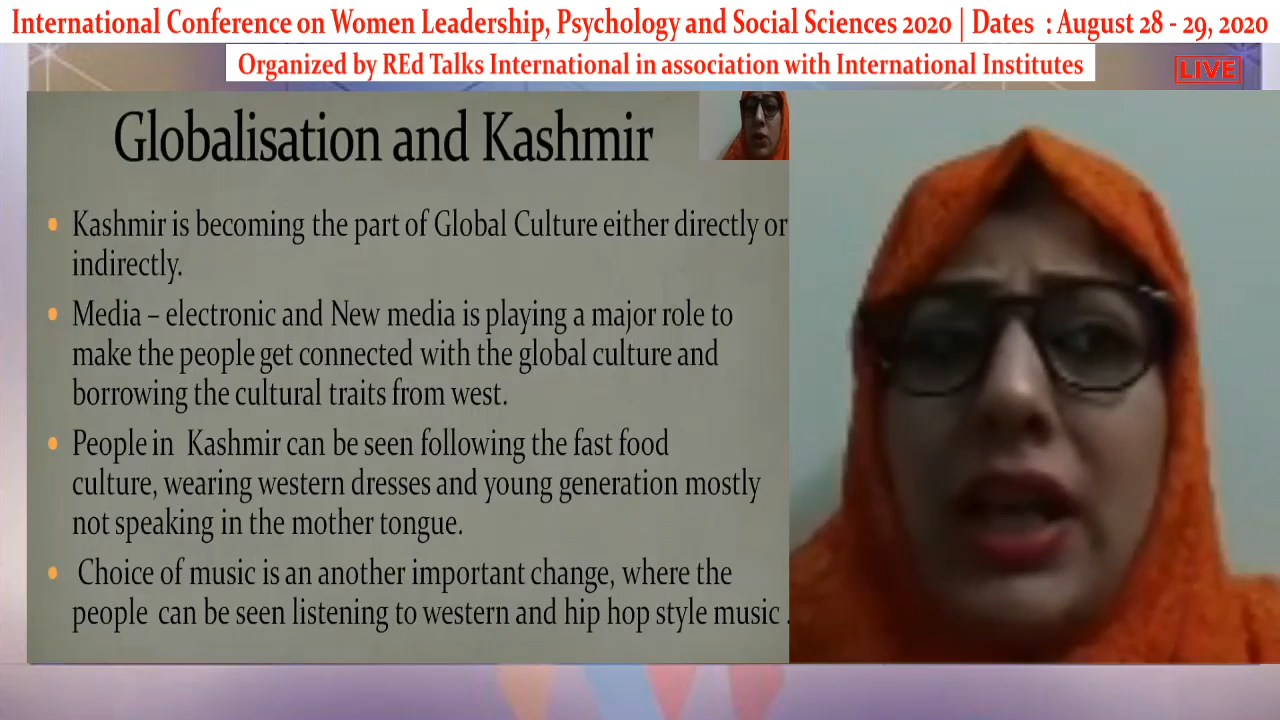 International Conference on Women Leadership, Psychology and Social Sciences 2020 | Dates : August 28 - 29, 2020
Organized by REd Talks International in association with International Institutes
LIVE
Globalisation and Kashmir
• Kashmir is becoming the part of Global Culture either directly or
indirectly.
• Media – electronic and New media is playing a major role to
make the people get connected with the global culture and
borrowing the cultural traits from west.
• People in Kashmir can be seen following the fast food
culture, wearing western dresses and young generation mostly
not speaking in the mother tongue.
• Choice of music is an another important change, where the
people can be seen listening to western and hip hop style music .